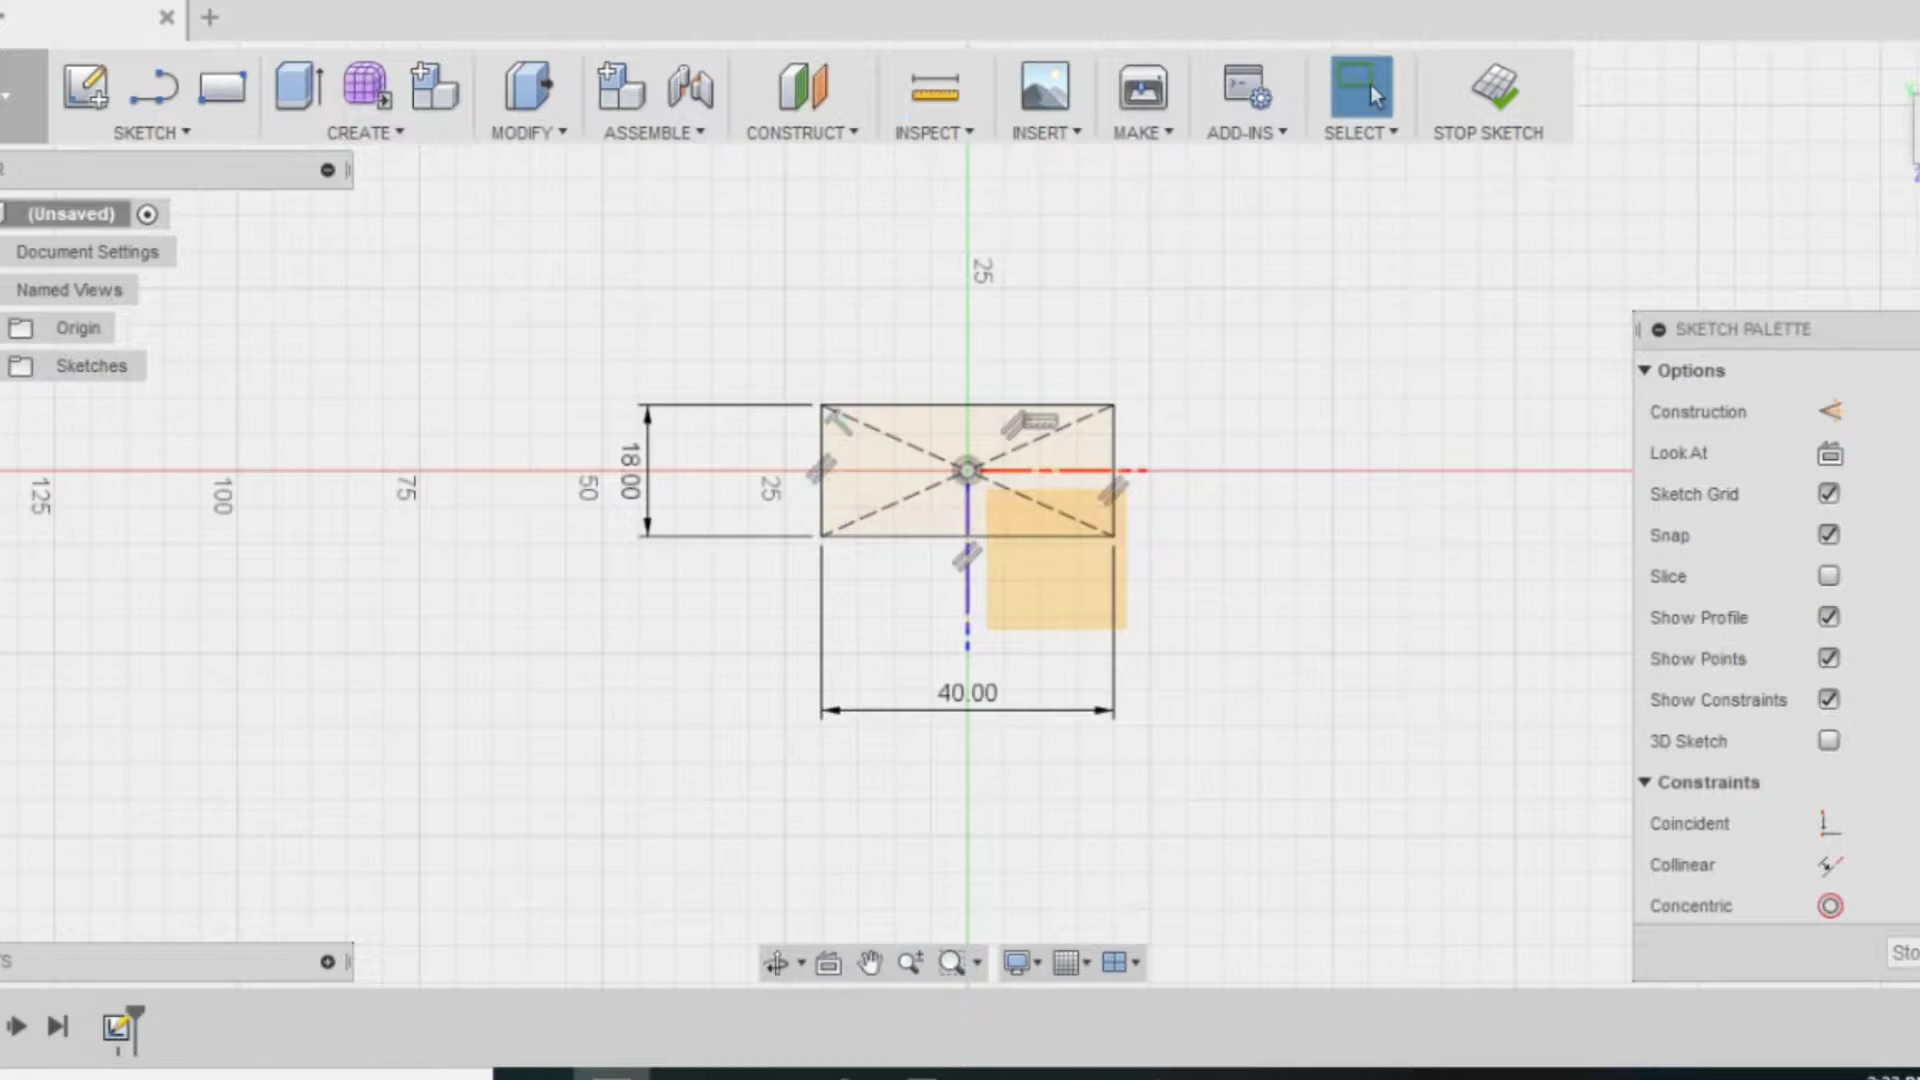 SKETCH
CREATE
MODIFY
ASSEMBLE
CONSTRUCT
INSPECT
INSERT
MAKE
ADD-INS
SELECT
STOP SKETCH
(Unsaved)
Document Settings
Named Views
Origin
Sketches
25
125
100
75
50
25
18.00
40.00
SKETCH PALETTE
Options
Construction
Look At
Sketch Grid
Snap
Slice
Show Profile
Show Points
Show Constraints
3D Sketch
Constraints
Coincident
Collinear
Concentric
Sto